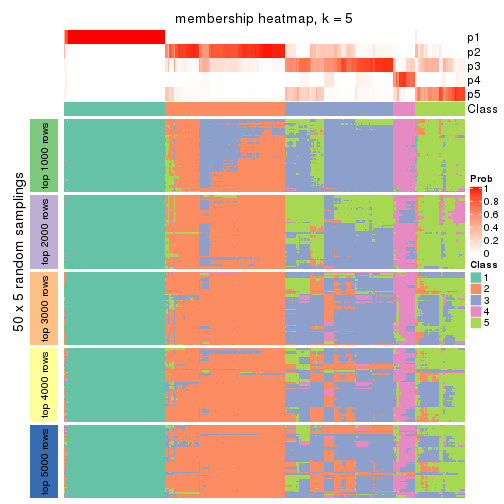 membership heatmap, k = 5
p1
p2
p3
p4
p5
Class
50 x 5 random samplings
top 1000 rows
top 2000 rows
top 3000 rows
top 4000 rows
top 5000 rows
Prob
1
0.8
0.6
0.4
0.2
0
Class
1
2
3
4
5